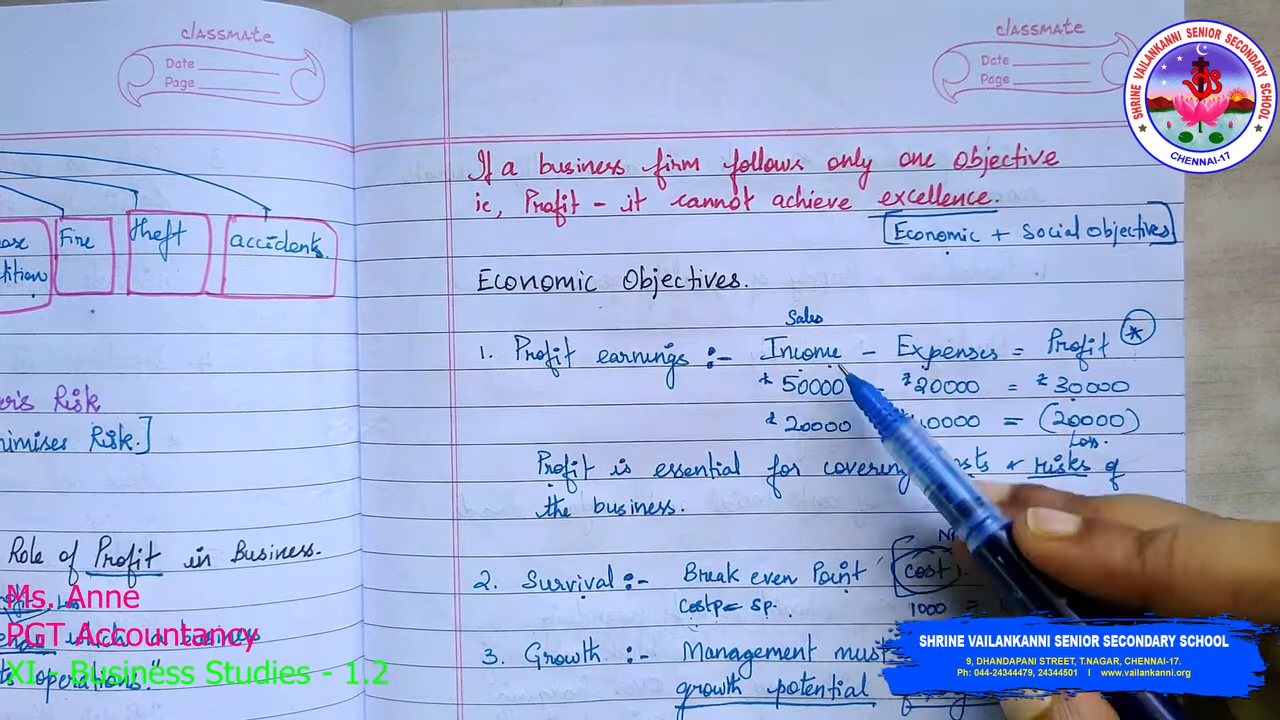 classmate
Date
Page
Fire
theft
accidents.
Risk
Risk.]
Role of Profit in Business.
which a business
operations."
classmate
Date
Page
If a business firm follows only one objective
ie, Profit - it cannot achieve excellence.
[Economic + Social Objectives]
Economic Objectives.
Sales
1. Profit earnings :- Income - Expenses = Profit *
₹ 50000 - ₹ 20000 = ₹ 30000
₹ 20000 = (20000)
Loss.
Profit is essential for covering & risks of
the business.
2. Survival :- Break even Point cost.
Costp = sp. 1000 =
3. Growth :- Management must
growth potential
Ms. Anne
PGT Accountancy
XI - Business Studies - 1.2
SHRINE VAILANKANNI SENIOR SECONDARY SCHOOL
CHENNAI-17
SHRINE VAILANKANNI SENIOR SECONDARY SCHOOL
9, DHANDAPANI STREET, T.NAGAR, CHENNAI-17.
Ph: 044-24344479, 24344501 I www.vailankanni.org